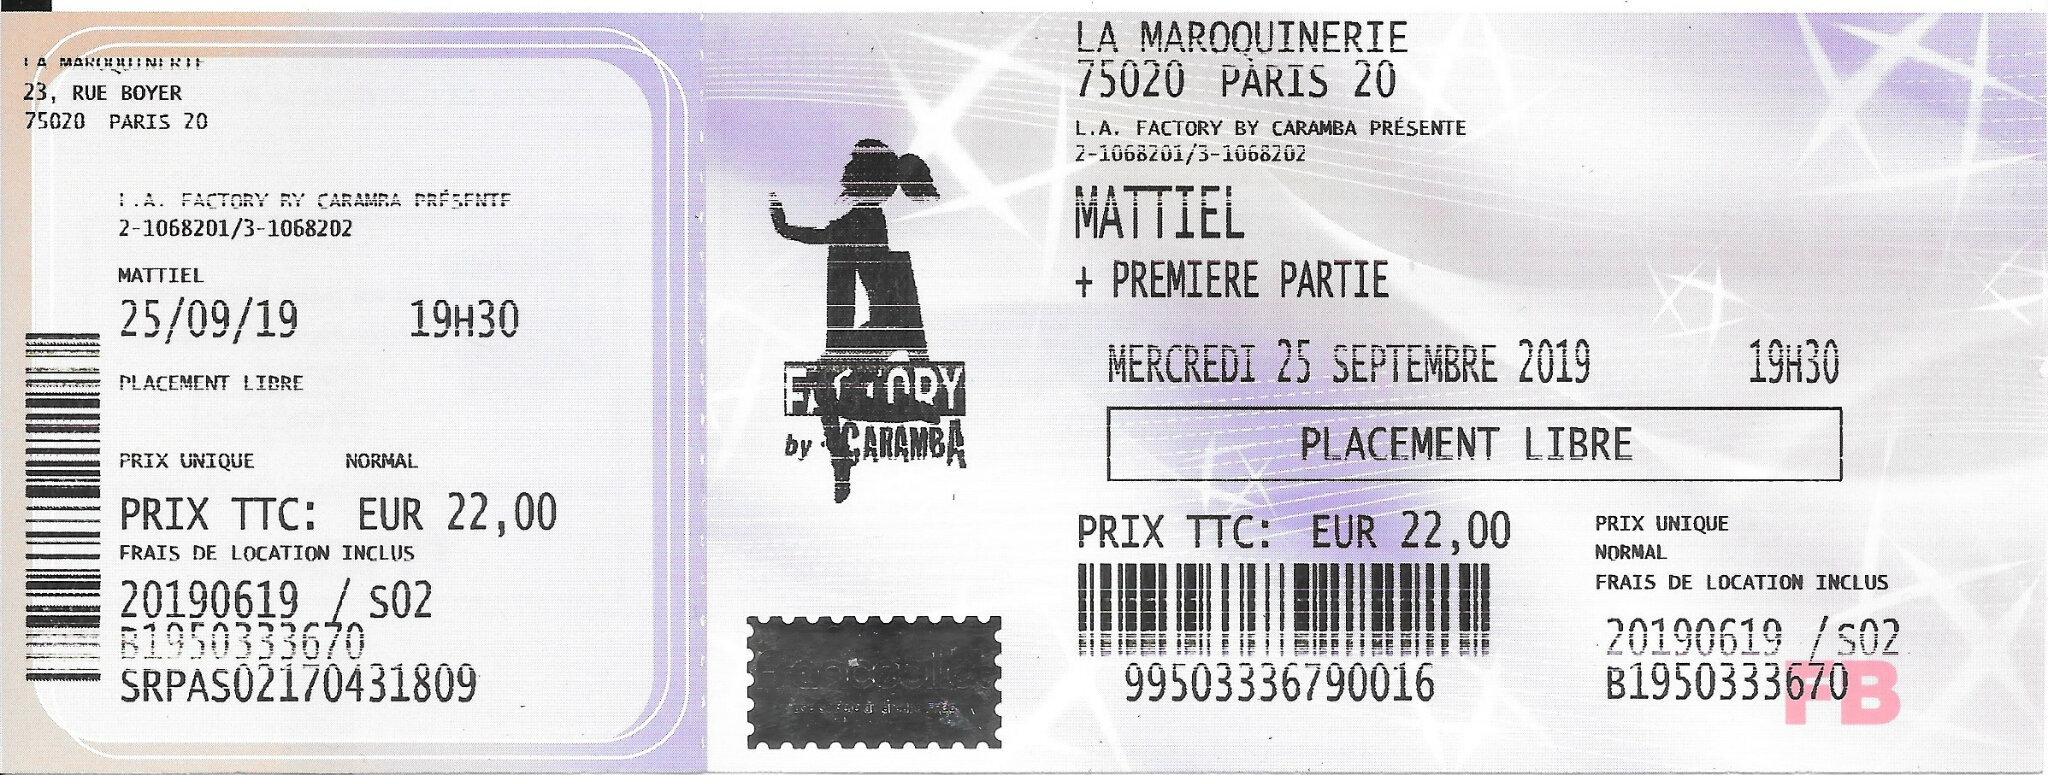 LA MAROQUINERIE
23, RUE BOYER
75020 PARIS 20
L.A. FACTORY BY CARAMBA PRÉSENTE
2-1068201/3-1068202
MATTIEL
25/09/19 19H30
PLACEMENT LIBRE
PRIX UNIQUE NORMAL
PRIX TTC: EUR 22,00
FRAIS DE LOCATION INCLUS
20190619 / S02
B1950333670
SRPAS02170431809
FACTORY
by CARAMBA
LA MAROQUINERIE
75020 PARIS 20
L.A. FACTORY BY CARAMBA PRÉSENTE
2-1068201/3-1068202
MATTIEL
+ PREMIERE PARTIE
MERCREDI 25 SEPTEMBRE 2019 19H30
PLACEMENT LIBRE
PRIX TTC: EUR 22,00
99503336790016
PRIX UNIQUE
NORMAL
FRAIS DE LOCATION INCLUS
20190619 / S02
B1950333670
FB